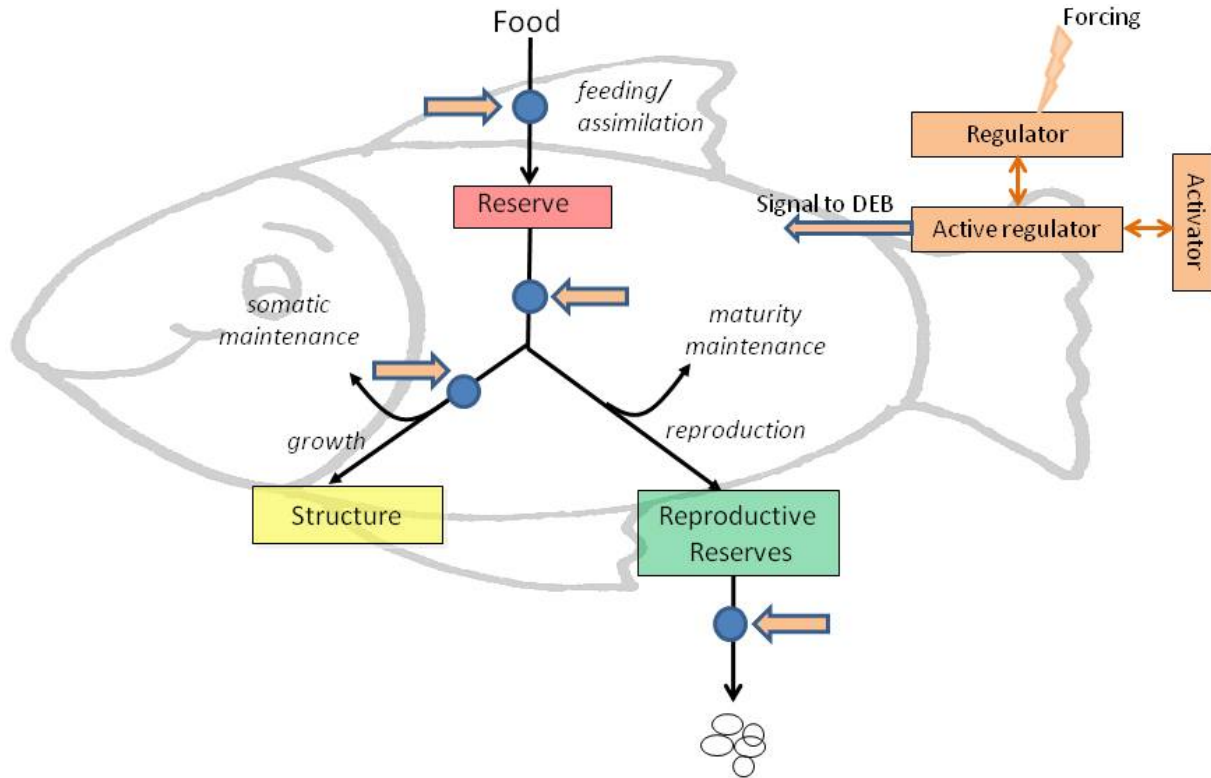 Food
feeding/
assimilation
Reserve
somatic
maintenance
maturity
maintenance
growth
reproduction
Structure
Reproductive
Reserves
Forcing
Regulator
Signal to DEB
Active regulator
Activator